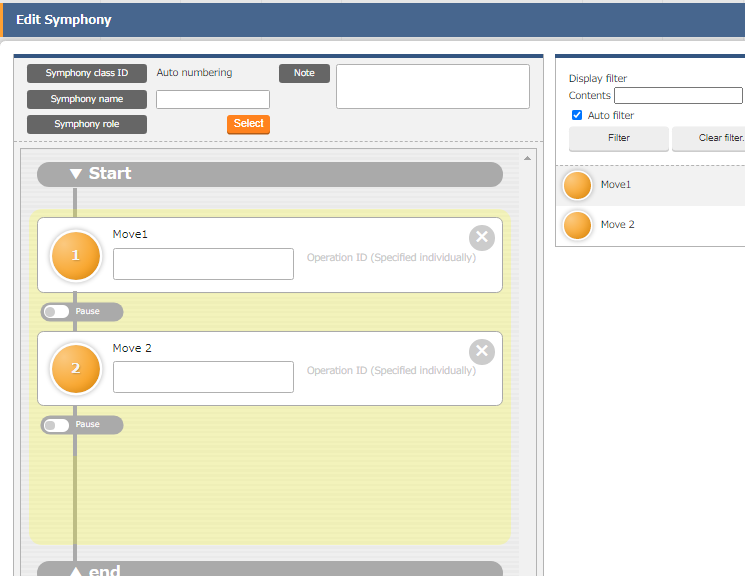 Edit Symphony
Symphony class ID
Auto numbering
Note
Symphony name
Symphony role
Select
Start
1
Move1
Operation ID (Specified individually)
Pause
2
Move 2
Operation ID (Specified individually)
Pause
end
Display filter
Contents
Auto filter
Filter
Clear filter.
Move1
Move 2